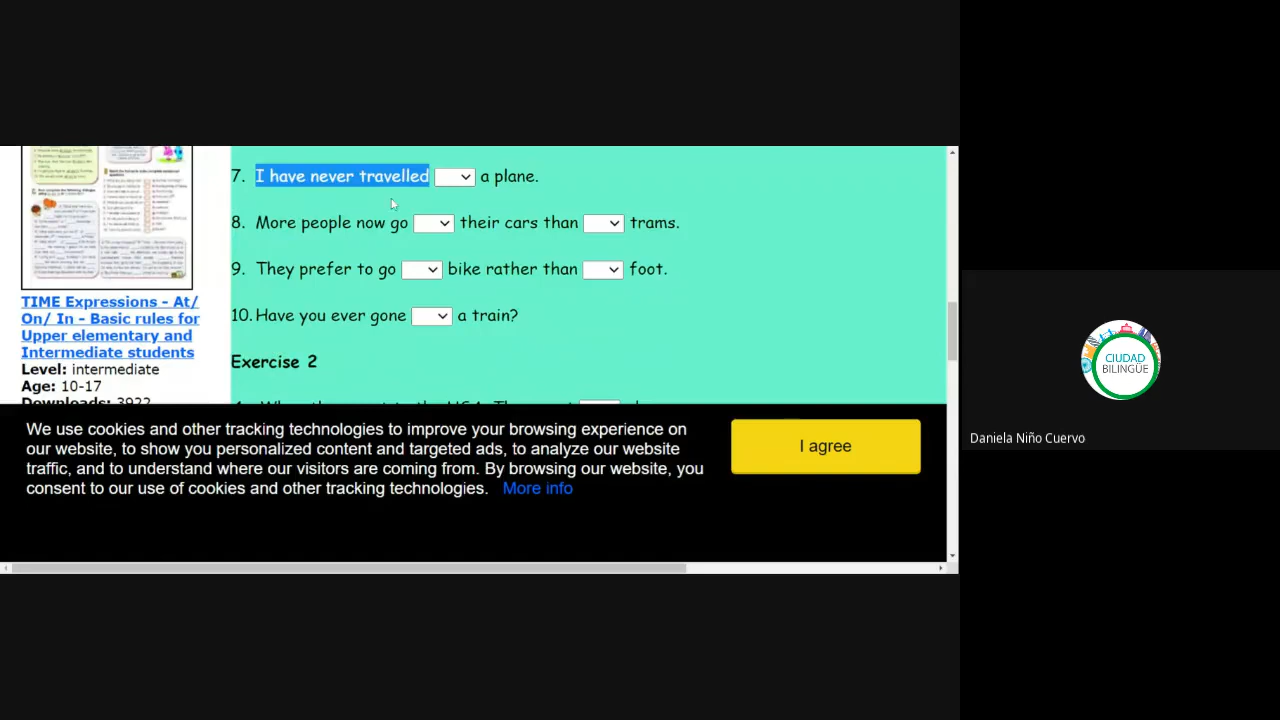 7. I have never travelled a plane.
8. More people now go their cars than trams.
9. They prefer to go bike rather than foot.
10. Have you ever gone a train?
Exercise 2
TIME Expressions - At/
On/ In - Basic rules for
Upper elementary and
Intermediate students
Level: intermediate
Age: 10-17
Downloads: 3922
We use cookies and other tracking technologies to improve your browsing experience on
our website, to show you personalized content and targeted ads, to analyze our website
traffic, and to understand where our visitors are coming from. By browsing our website, you
consent to our use of cookies and other tracking technologies. More info
I agree
CIUDAD
BILINGÜE
Daniela Niño Cuervo